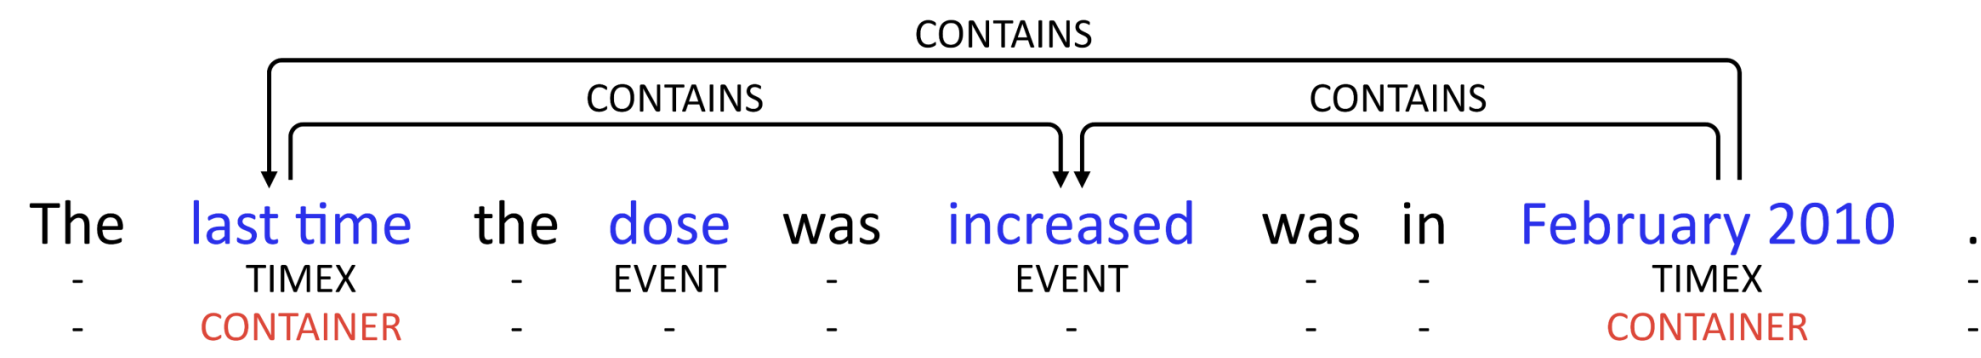 CONTAINS
CONTAINS CONTAINS
The last time the dose was increased was in February 2010 .
- TIMEX - EVENT - EVENT - - TIMEX -
- CONTAINER - - - - - - CONTAINER -